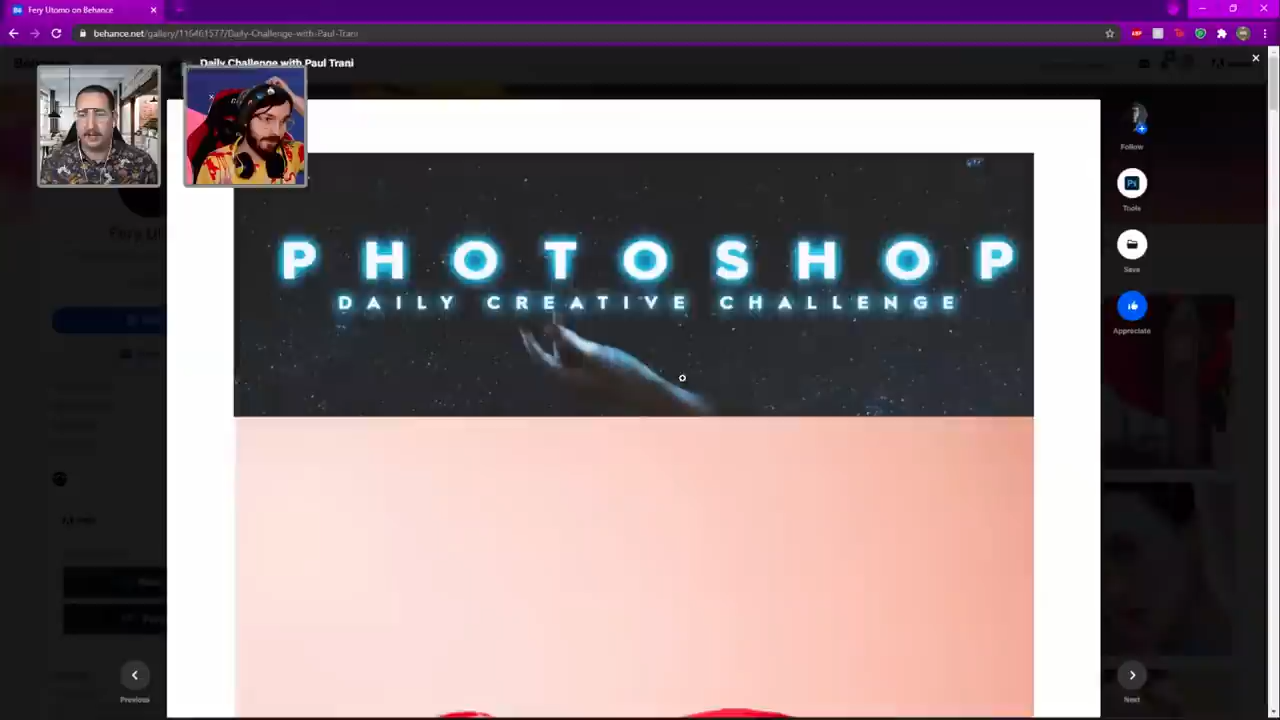 Fery Utomo on Behance
behance.net/gallery/116461577/Daily-Challenge-with-Paul-Trani
Daily Challenge with Paul Trani
Follow
Tools
Save
Appreciate
Ps
PHOTOSHOP
DAILY CREATIVE CHALLENGE
Previous
Next